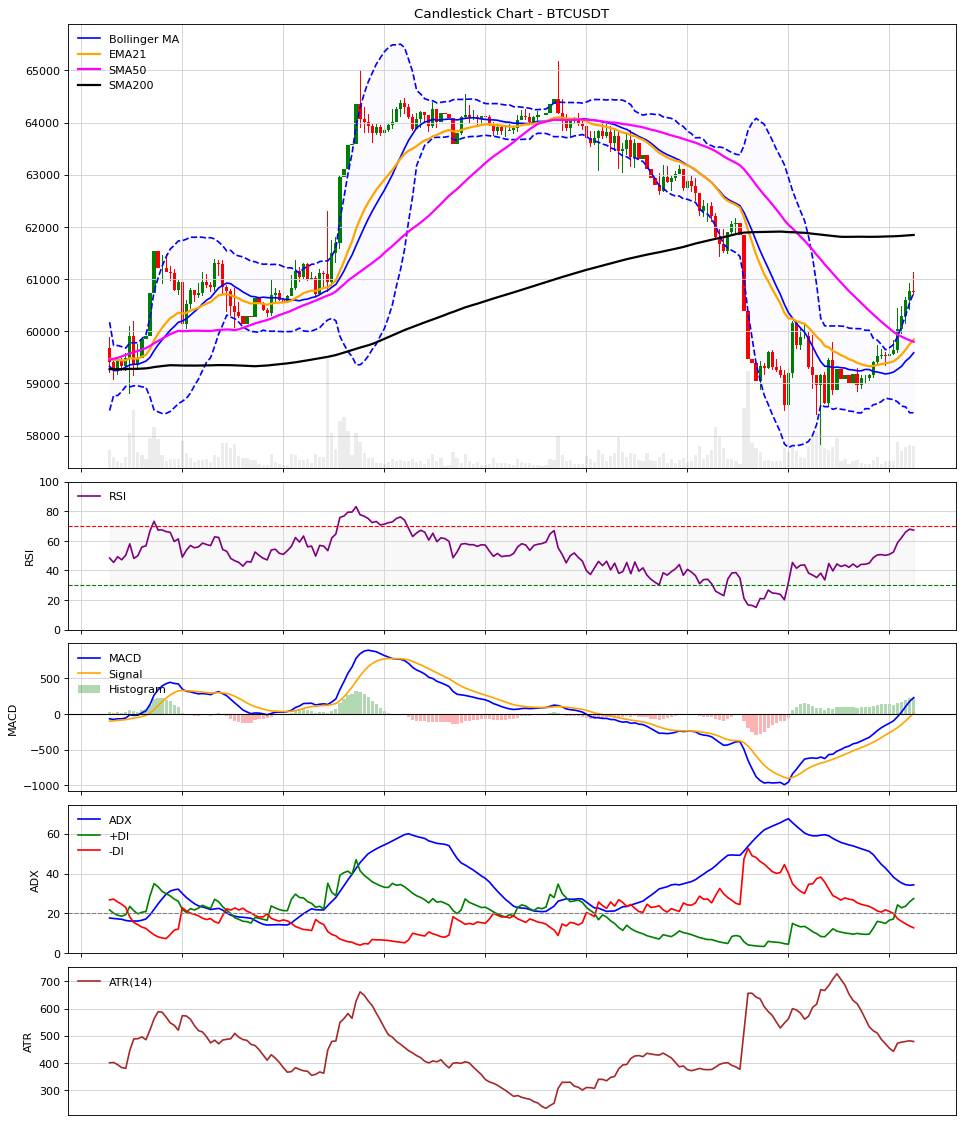 Candlestick Chart - BTCUSDT
Bollinger MA
EMA21
SMA50
SMA200
65000
64000
63000
62000
61000
60000
59000
58000
RSI
RSI
100
80
60
40
20
0
MACD
Signal
Histogram
MACD
500
0
−500
−1000
ADX
+DI
-DI
ADX
60
40
20
0
ATR(14)
ATR
700
600
500
400
300